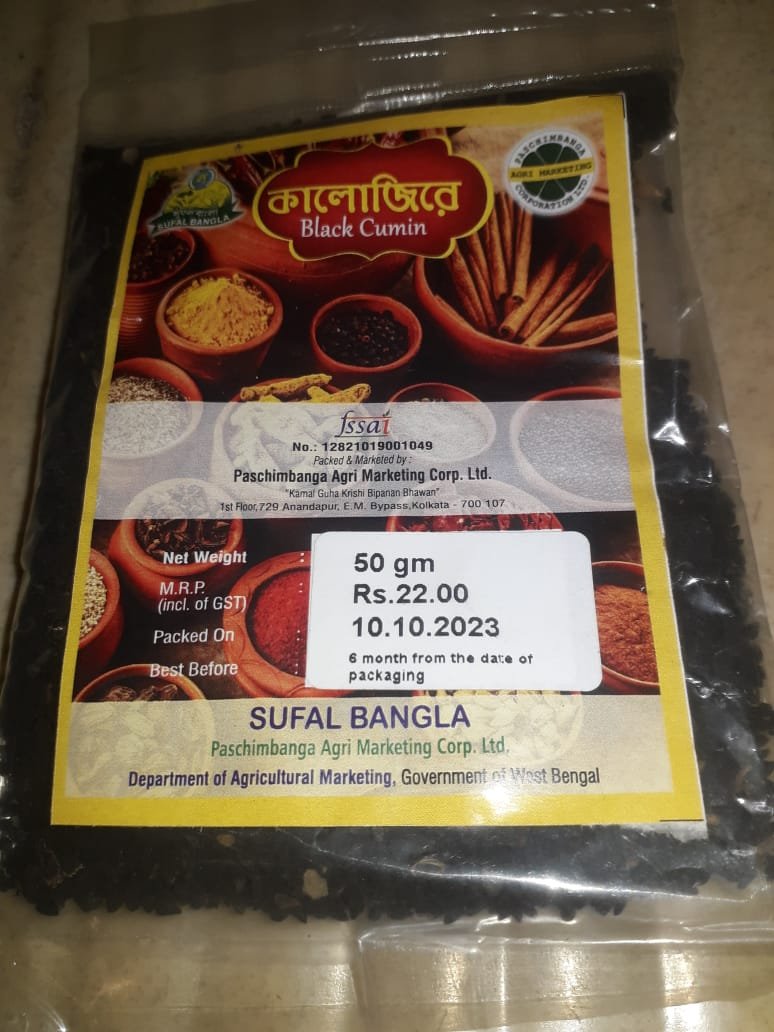 কালোজিরে
Black Cumin
সুফল বাংলা
SUFAL BANGLA
PASCHIMBANGA
AGRI MARKETING
CORPORATION LTD
fssai
No.: 12821019001049
Packed & Marketed by :
Paschimbanga Agri Marketing Corp. Ltd.
"Kamal Guha Krishi Bipanan Bhawan"
1st Floor,729 Anandapur, E.M. Bypass,Kolkata - 700 107
Net Weight : 50 gm
M.R.P. : Rs.22.00
(incl. of GST)
Packed On : 10.10.2023
Best Before : 6 month from the date of
packaging
SUFAL BANGLA
Paschimbanga Agri Marketing Corp. Ltd.
Department of Agricultural Marketing, Government of West Bengal